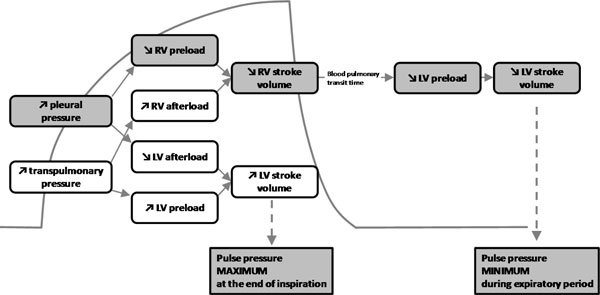 ↘ RV preload
↘ RV stroke
volume
Blood pulmonary
transit time
↘ LV preload
↘ LV stroke
volume
↗ pleural
pressure
↗ RV afterload
↘ LV afterload
↗ transpulmonary
pressure
↗ LV preload
↗ LV stroke
volume
Pulse pressure
MAXIMUM
at the end of inspiration
Pulse pressure
MINIMUM
during expiratory period